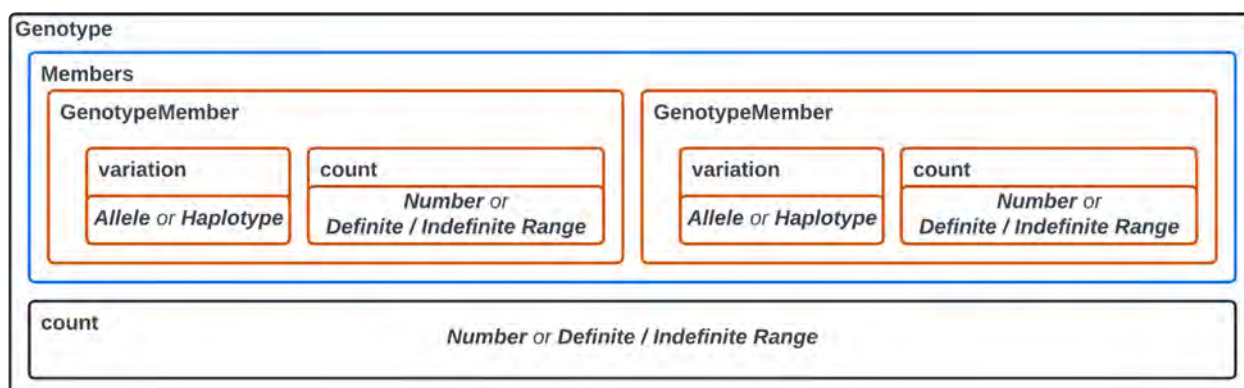 Genotype
Members
GenotypeMember
variation
Allele or Haplotype
count
Number or
Definite / Indefinite Range
GenotypeMember
variation
Allele or Haplotype
count
Number or
Definite / Indefinite Range
count
Number or Definite / Indefinite Range